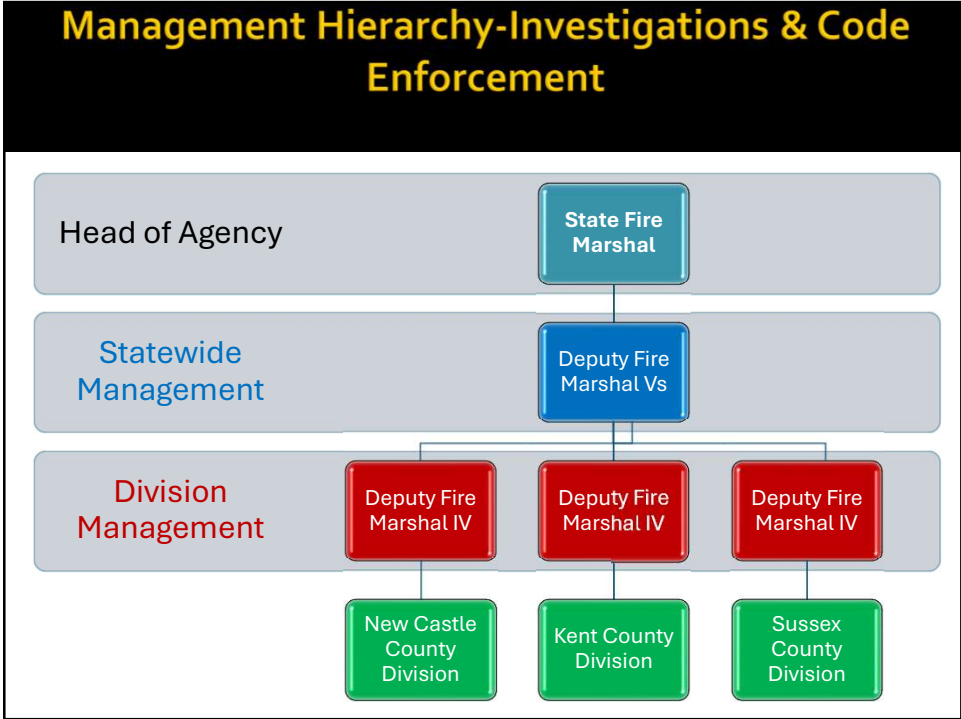 Management Hierarchy-Investigations & Code
Enforcement
Head of Agency
State Fire
Marshal
Statewide
Management
Deputy Fire
Marshal Vs
Division
Management
Deputy Fire
Marshal IV
Deputy Fire
Marshal IV
Deputy Fire
Marshal IV
New Castle
County
Division
Kent County
Division
Sussex
County
Division